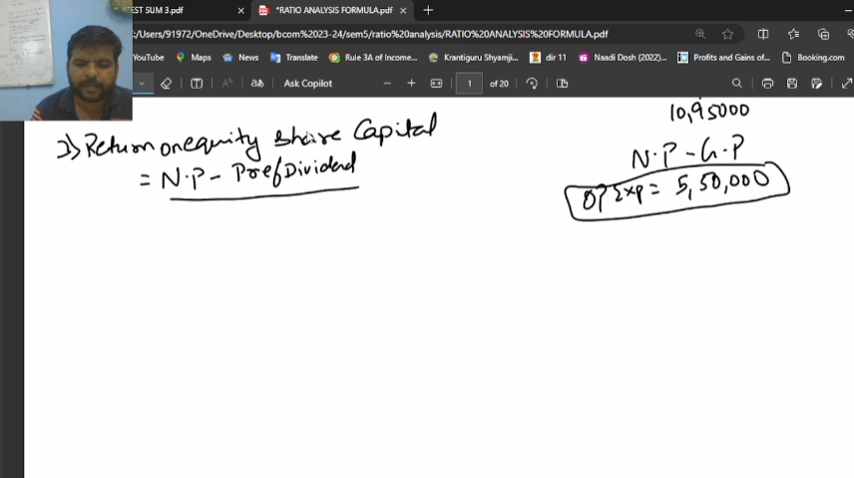 TEST SUM 3.pdf
*RATIO ANALYSIS FORMULA.pdf
:/Users/91972/OneDrive/Desktop/bcom%2023-24/sem5/ratio%20analysis/RATIO%20ANALYSIS%20FORMULA.pdf
YouTube Maps News Translate Rule 3A of Income... Krantiguru Shyamji... dir 11 Naadi Dosh (2022)... Profits and Gains of... Booking.com
Ask Copilot 1 of 20
10,95000
2) Return on equity share Capital
= N.P - Pref Dividend
N.P - G.P
OP Exp = 5,50,000